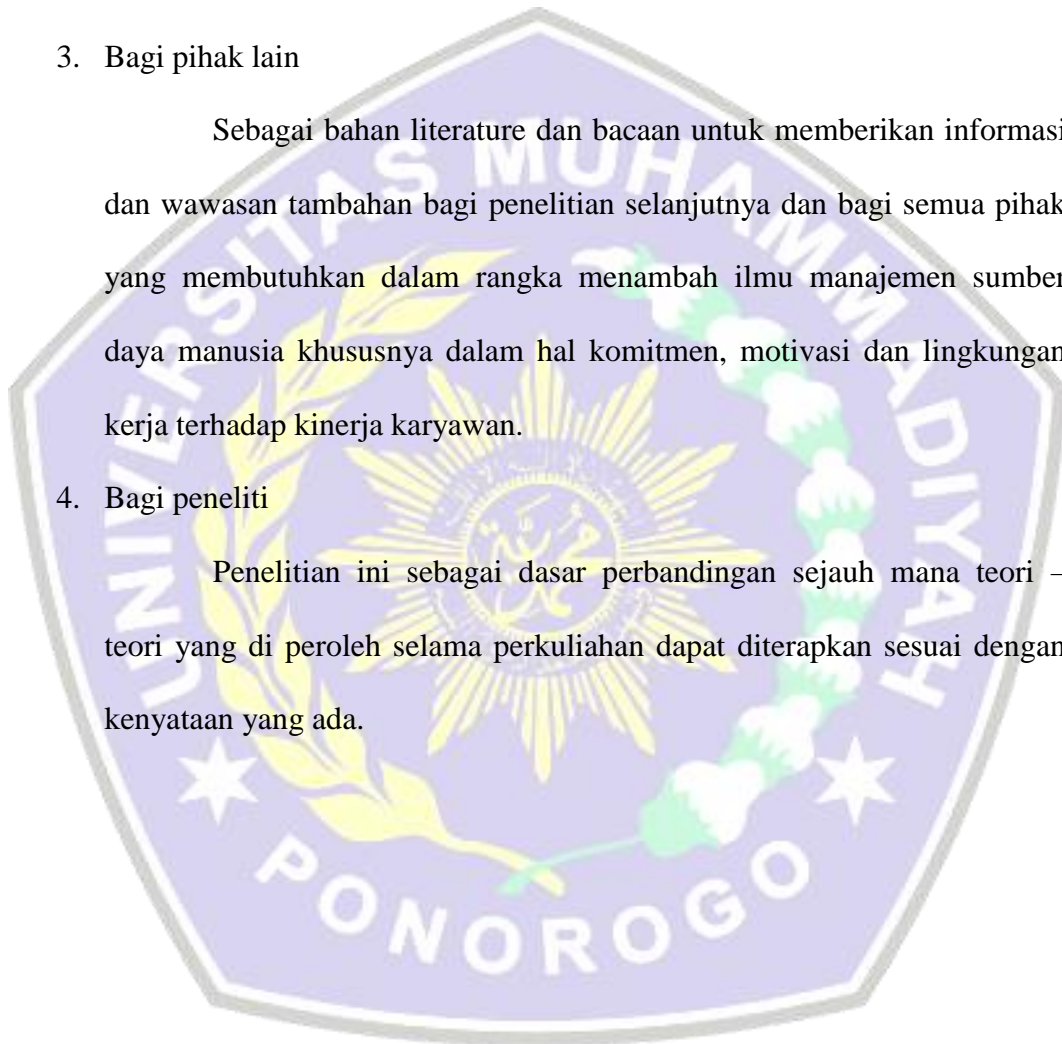 3. Bagi pihak lain
Sebagai bahan literature dan bacaan untuk memberikan informasi
dan wawasan tambahan bagi penelitian selanjutnya dan bagi semua pihak
yang membutuhkan dalam rangka menambah ilmu manajemen sumber
daya manusia khususnya dalam hal komitmen, motivasi dan lingkungan
kerja terhadap kinerja karyawan.
4. Bagi peneliti
Penelitian ini sebagai dasar perbandingan sejauh mana teori –
teori yang di peroleh selama perkuliahan dapat diterapkan sesuai dengan
kenyataan yang ada.
UNIVERSITAS MUHAMMADIYAH
PONOROGO